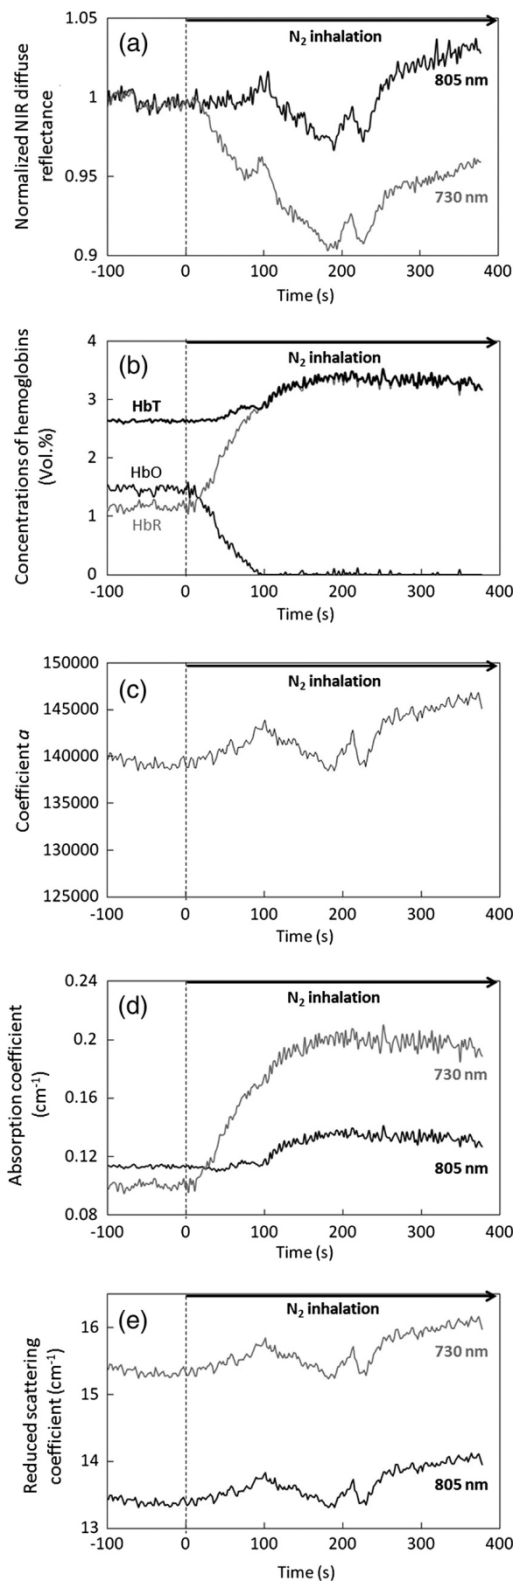 (a)
N2 inhalation
805 nm
730 nm
Normalized NIR diffuse
reflectance
1.05
1
0.95
0.9
-100 0 100 200 300 400
Time (s)
(b)
N2 inhalation
HbT
HbO
HbR
Concentrations of hemoglobins
(Vol.%)
4
3
2
1
0
-100 0 100 200 300 400
Time (s)
(c)
N2 inhalation
Coefficient a
150000
145000
140000
135000
130000
125000
-100 0 100 200 300 400
Time (s)
(d)
N2 inhalation
730 nm
805 nm
Absorption coefficient
(cm-1)
0.24
0.2
0.16
0.12
0.08
-100 0 100 200 300 400
Time (s)
(e)
N2 inhalation
730 nm
805 nm
Reduced scattering
coefficient (cm-1)
16
15
14
13
-100 0 100 200 300 400
Time (s)